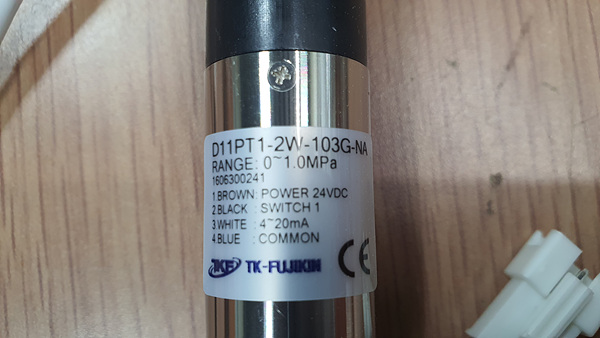 D11PT1-2W-103G-NA
RANGE: 0~1.0MPa
1606300241
1.BROWN: POWER 24VDC
2.BLACK : SWITCH 1
3.WHITE : 4~20mA
4.BLUE : COMMON
TKF TK-FUJIKIN CE